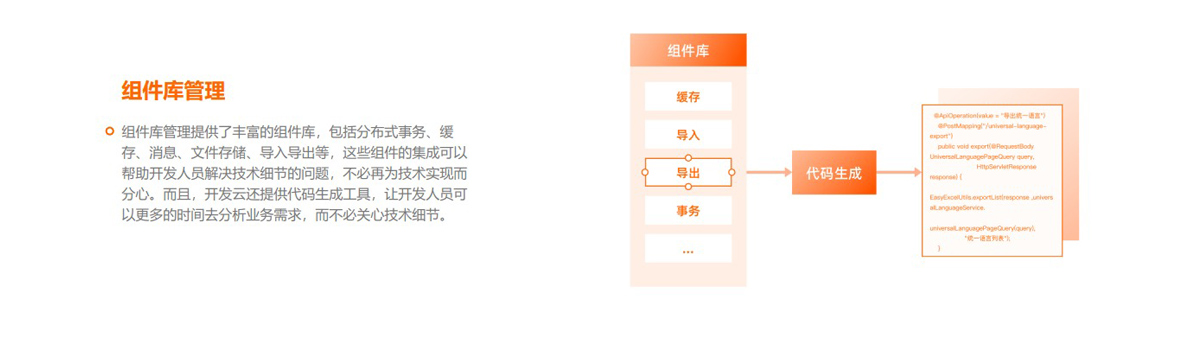 组件库管理
组件库管理提供了丰富的组件库，包括分布式事务、缓
存、消息、文件存储、导入导出等，这些组件的集成可以
帮助开发人员解决技术细节的问题，不必再为技术实现而
分心。而且，开发云还提供代码生成工具，让开发人员可
以更多的时间去分析业务需求，而不必关心技术细节。
组件库
缓存
导入
导出
事务
...
代码生成
@ApiOperation(value = "导出统一语言")
@PostMapping("/universal-language-
export")
public void export(@RequestBody
UniversalLanguagePageQuery query,
HttpServletResponse
response) {
EasyExcelUtils.exportList(response ,univers
alLanguageService.
universalLanguagePageQuery(query),
"统一语言列表");
}